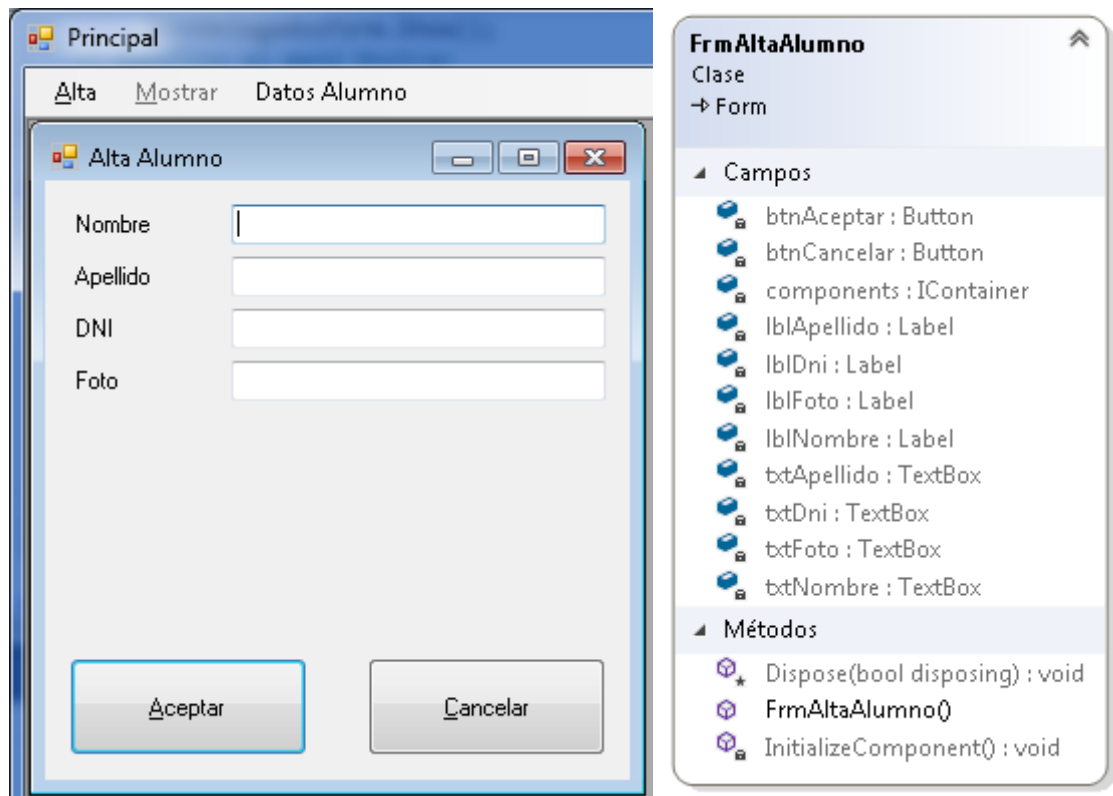 Principal
Alta Mostrar Datos Alumno
Alta Alumno
Nombre
Apellido
DNI
Foto
Aceptar Cancelar
FrmAltaAlumno
Clase
Form
Campos
btnAceptar : Button
btnCancelar : Button
components : IContainer
lblApellido : Label
lblDni : Label
lblFoto : Label
lblNombre : Label
txtApellido : TextBox
txtDni : TextBox
txtFoto : TextBox
txtNombre : TextBox
Métodos
Dispose(bool disposing) : void
FrmAltaAlumno()
InitializeComponent() : void